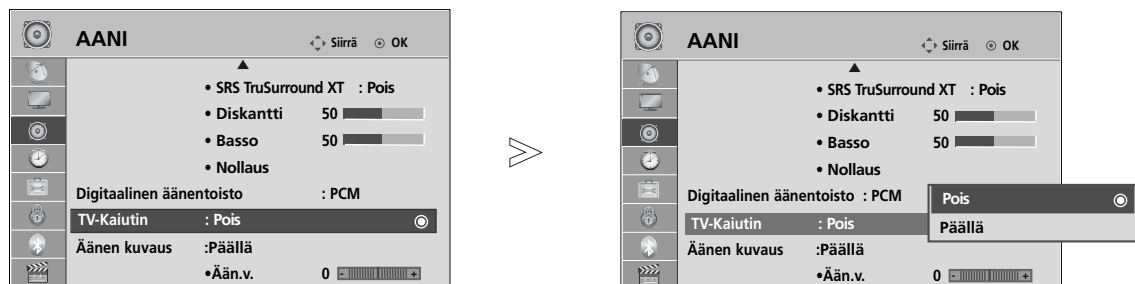 AANI Siirrä OK
• SRS TruSurround XT : Pois
• Diskantti 50
• Basso 50
• Nollaus
Digitaalinen äänentoisto : PCM
TV-Kaiutin : Pois
Äänen kuvaus :Päällä
•Ään.v. 0 - +
AANI Siirrä OK
• SRS TruSurround XT : Pois
• Diskantti 50
• Basso 50
• Nollaus
Digitaalinen äänentoisto : PCM
TV-Kaiutin : Pois
Äänen kuvaus :Päällä
•Ään.v. 0 - +
Pois
Päällä